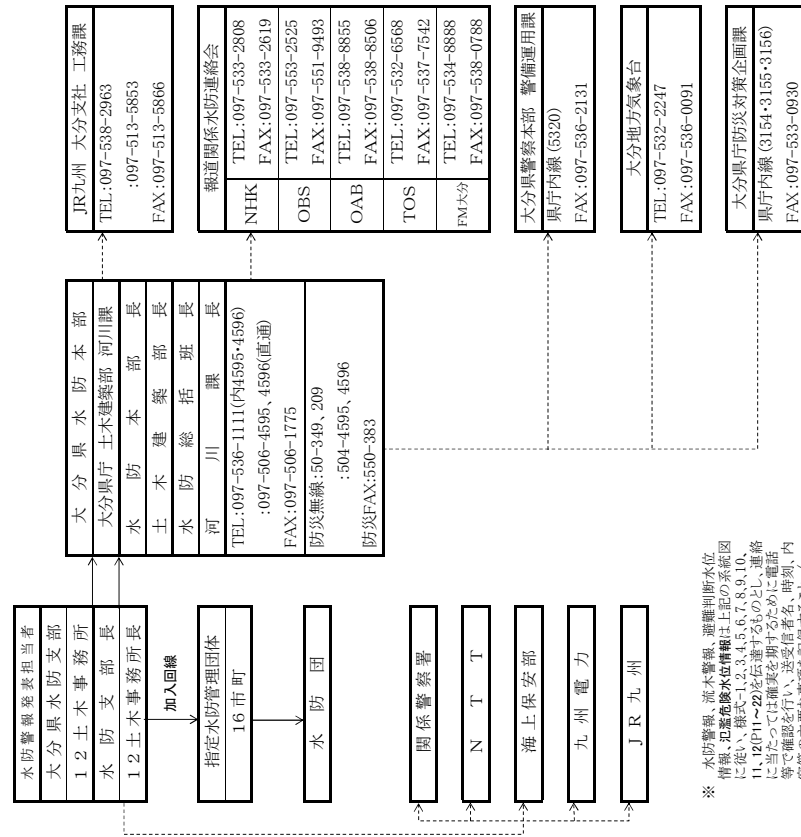 水防警報発表担当者
大分県水防支部
12土木事務所
水防支部長
12土木事務所長
加入回線
指定水防管理団体
16市町
水防団
関係警察署
NTT
海上保安部
九州電力
JR九州
大分県水防本部
大分県庁 土木建築部 河川課
水防本部長
土木建築部長
水防総括班長
河川課長
TEL:097-536-1111(内4595・4596)
:097-506-4595、4596(直通)
FAX:097-506-1775
防災無線:50-349、209
:504-4595、4596
防災FAX:550-383
JR九州 大分支社 工務課
TEL:097-538-2963
:097-513-5853
FAX:097-513-5866
報道関係水防連絡会
NHK TEL:097-533-2808
FAX:097-533-2619
OBS TEL:097-553-2525
FAX:097-551-9493
OAB TEL:097-538-8855
FAX:097-538-8506
TOS TEL:097-532-6568
FAX:097-537-7542
FM大分 TEL:097-534-8888
FAX:097-538-0788
大分県警察本部 警備運用課
県庁内線(5320)
FAX:097-536-2131
大分地方気象台
TEL:097-532-2247
FAX:097-536-0091
大分県庁防災対策企画課
県庁内線(3154・3155・3156)
FAX:097-533-0930
※ 水防警報、流木警報、避難判断水位
情報、氾濫危険水位情報は上記の系統図
に従い、様式-1,2,3,4,5,6,7,8,9,10,
11,12(P11～22)を伝達するものとし、連絡
に当たっては確実を期するために電話
等で確認を行い、送受信者名、時刻、内